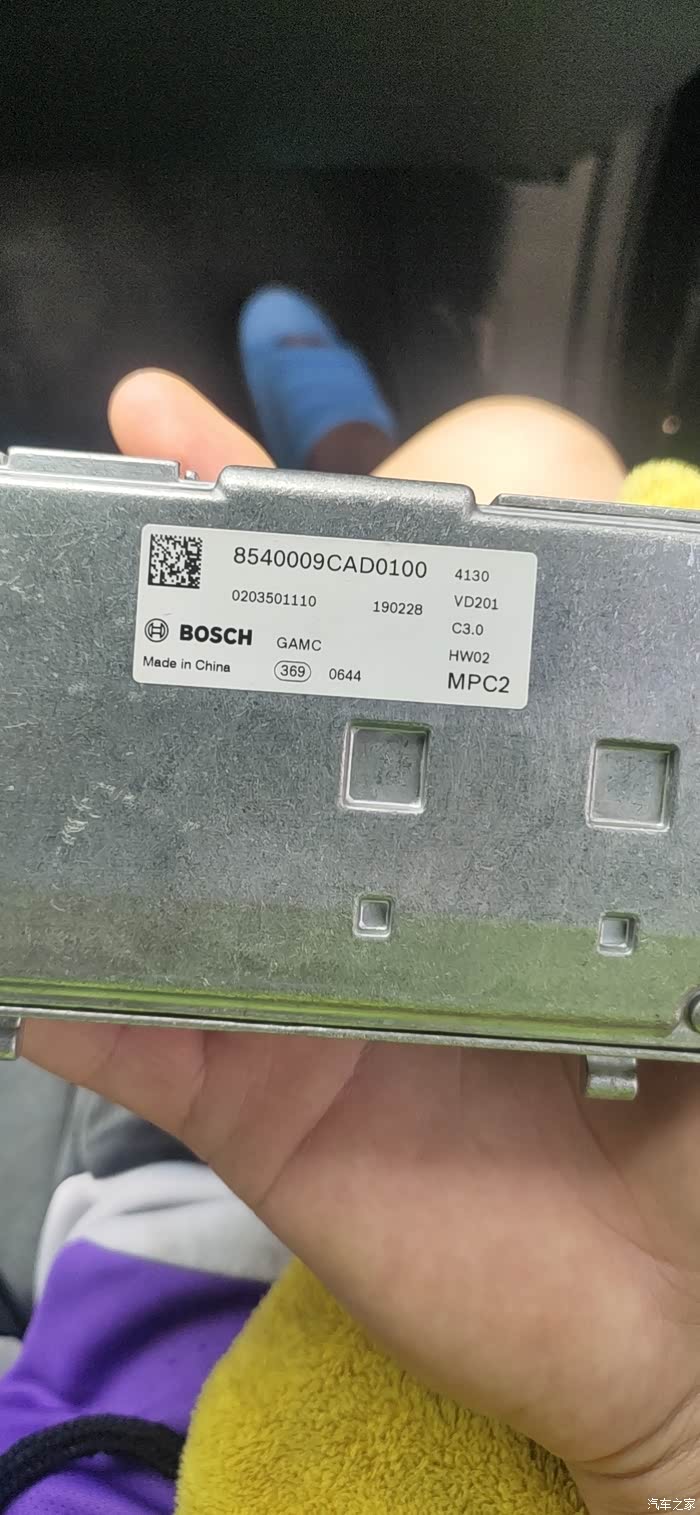 8540009CAD0100
4130
0203501110
190228
VD201
BOSCH
GAMC
C3.0
Made in China
369
0644
HW02
MPC2
汽车之家